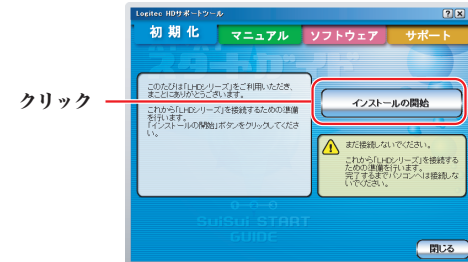 Logitec HDサポートツール
初期化 マニュアル ソフトウェア サポート
スタートガイド
このたびは「LHDシリーズ」をご利用いただき、
まことにありがとうございます。
これから「LHDシリーズ」を接続するための準備
を行います。
「インストールの開始」ボタンをクリックしてくださ
い。
クリック
インストールの開始
まだ接続しないでください。
これから「LHDシリーズ」を接続する
ための準備を行います。
完了するまでパソコンへは接続しな
いでください。
SuiSui START
GUIDE
閉じる